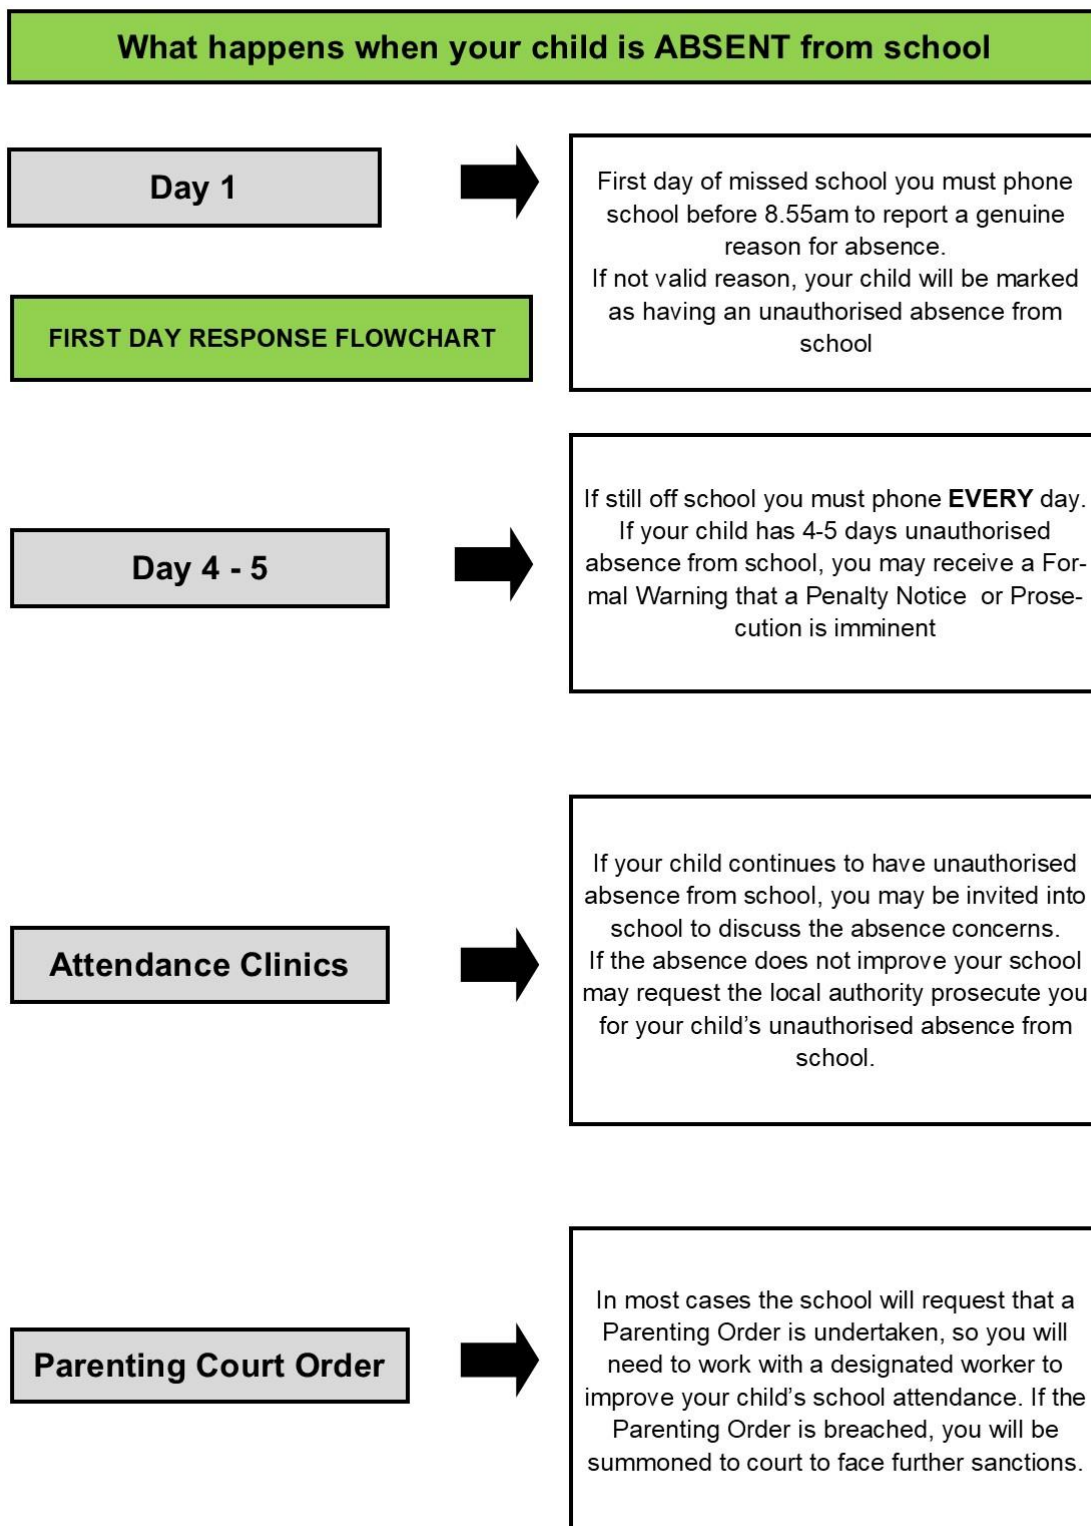 What happens when your child is ABSENT from school
Day 1
First day of missed school you must phone
school before 8.55am to report a genuine
reason for absence.
If not valid reason, your child will be marked
as having an unauthorised absence from
school
FIRST DAY RESPONSE FLOWCHART
Day 4 - 5
If still off school you must phone EVERY day.
If your child has 4-5 days unauthorised
absence from school, you may receive a For-
mal Warning that a Penalty Notice  or Prose-
cution is imminent
Attendance Clinics
If your child continues to have unauthorised
absence from school, you may be invited into
school to discuss the absence concerns.
If the absence does not improve your school
may request the local authority prosecute you
for your child’s unauthorised absence from
school.
Parenting Court Order
In most cases the school will request that a
Parenting Order is undertaken, so you will
need to work with a designated worker to
improve your child’s school attendance. If the
Parenting Order is breached, you will be
summoned to court to face further sanctions.